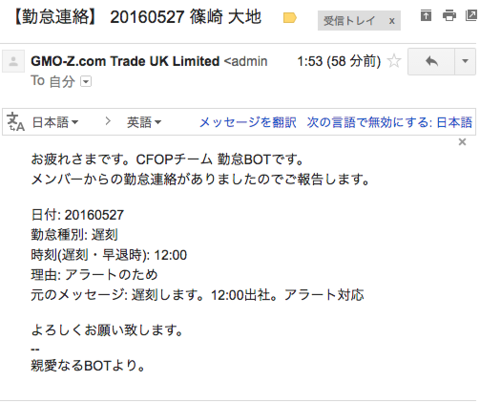 【勤怠連絡】 20160527 篠崎 大地
受信トレイ x
GMO-Z.com Trade UK Limited <admin 1:53 (58 分前)
To 自分
日本語 > 英語 メッセージを翻訳 次の言語で無効にする: 日本語
お疲れさまです。CFOPチーム 勤怠BOTです。
メンバーからの勤怠連絡がありましたのでご報告します。
日付: 20160527
勤怠種別: 遅刻
時刻(遅刻・早退時): 12:00
理由: アラートのため
元のメッセージ: 遅刻します。12:00出社。アラート対応
よろしくお願い致します。
--
親愛なるBOTより。